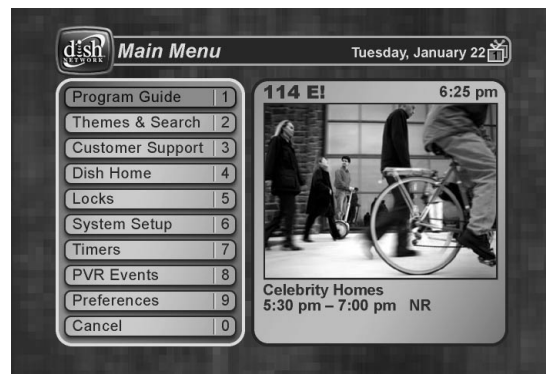 dish
NETWORK
Main Menu
Tuesday, January 22
1
Program Guide 1
Themes & Search 2
Customer Support 3
Dish Home 4
Locks 5
System Setup 6
Timers 7
PVR Events 8
Preferences 9
Cancel 0
114 E! 6:25 pm
Celebrity Homes
5:30 pm – 7:00 pm NR